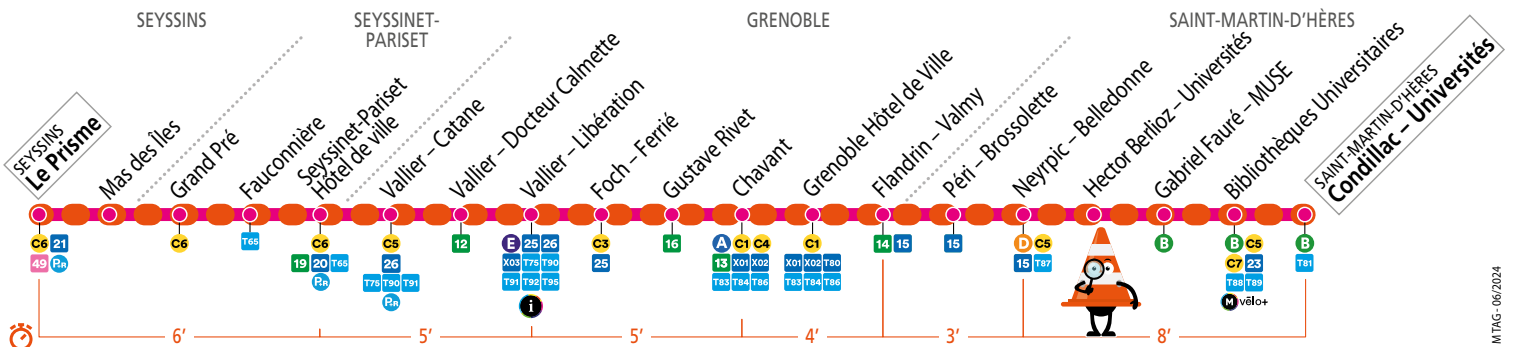 SEYSSINS
SEYSSINET-
PARISET
GRENOBLE
SAINT-MARTIN-D'HÈRES
SEYSSINS
Le Prisme
Mas des Îles
Grand Pré
Fauconnière
Seyssinet-Pariset
Hôtel de ville
Vallier – Catane
Vallier – Docteur Calmette
Vallier – Libération
Foch – Ferrié
Gustave Rivet
Chavant
Grenoble Hôtel de Ville
Flandrin – Valmy
Péri – Brossolette
Neyrpic – Belledonne
Hector Berlioz – Universités
Gabriel Fauré – MUSE
Bibliothèques Universitaires
SAINT-MARTIN-D'HÈRES
Condillac – Universités
C6 21
49 P+R
C6
T65
C6
19 20 T65
P+R
C5
26
T75 T90 T91
P+R
12
E 25 26
X03 T75 T90
T91 T92 T95
i
C3
25
16
A C1 C4
13 X01 X02
T83 T84 T86
C1
X01 X02 T80
T83 T84 T86
14 15
15
D C5
15 T87
B
B C5
C7 23
T88 T89
M vélo+
B
T81
6’
5’
5’
4’
3’
8’
MTAG - 06/2024